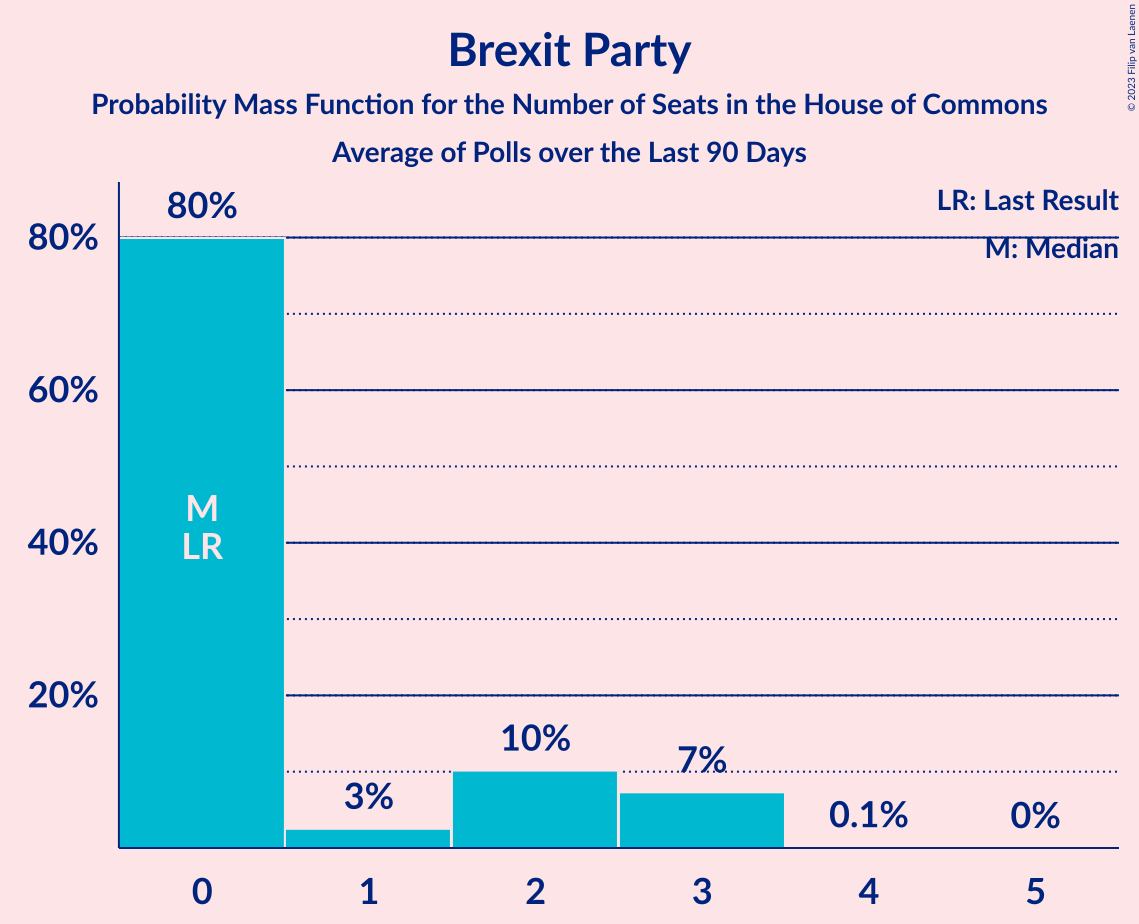 Brexit Party
Probability Mass Function for the Number of Seats in the House of Commons
Average of Polls over the Last 90 Days
© 2023 Filip van Laenen
LR: Last Result
M: Median
80%
60%
40%
20%
80%
M
LR
3%
10%
7%
0.1%
0%
0 1 2 3 4 5